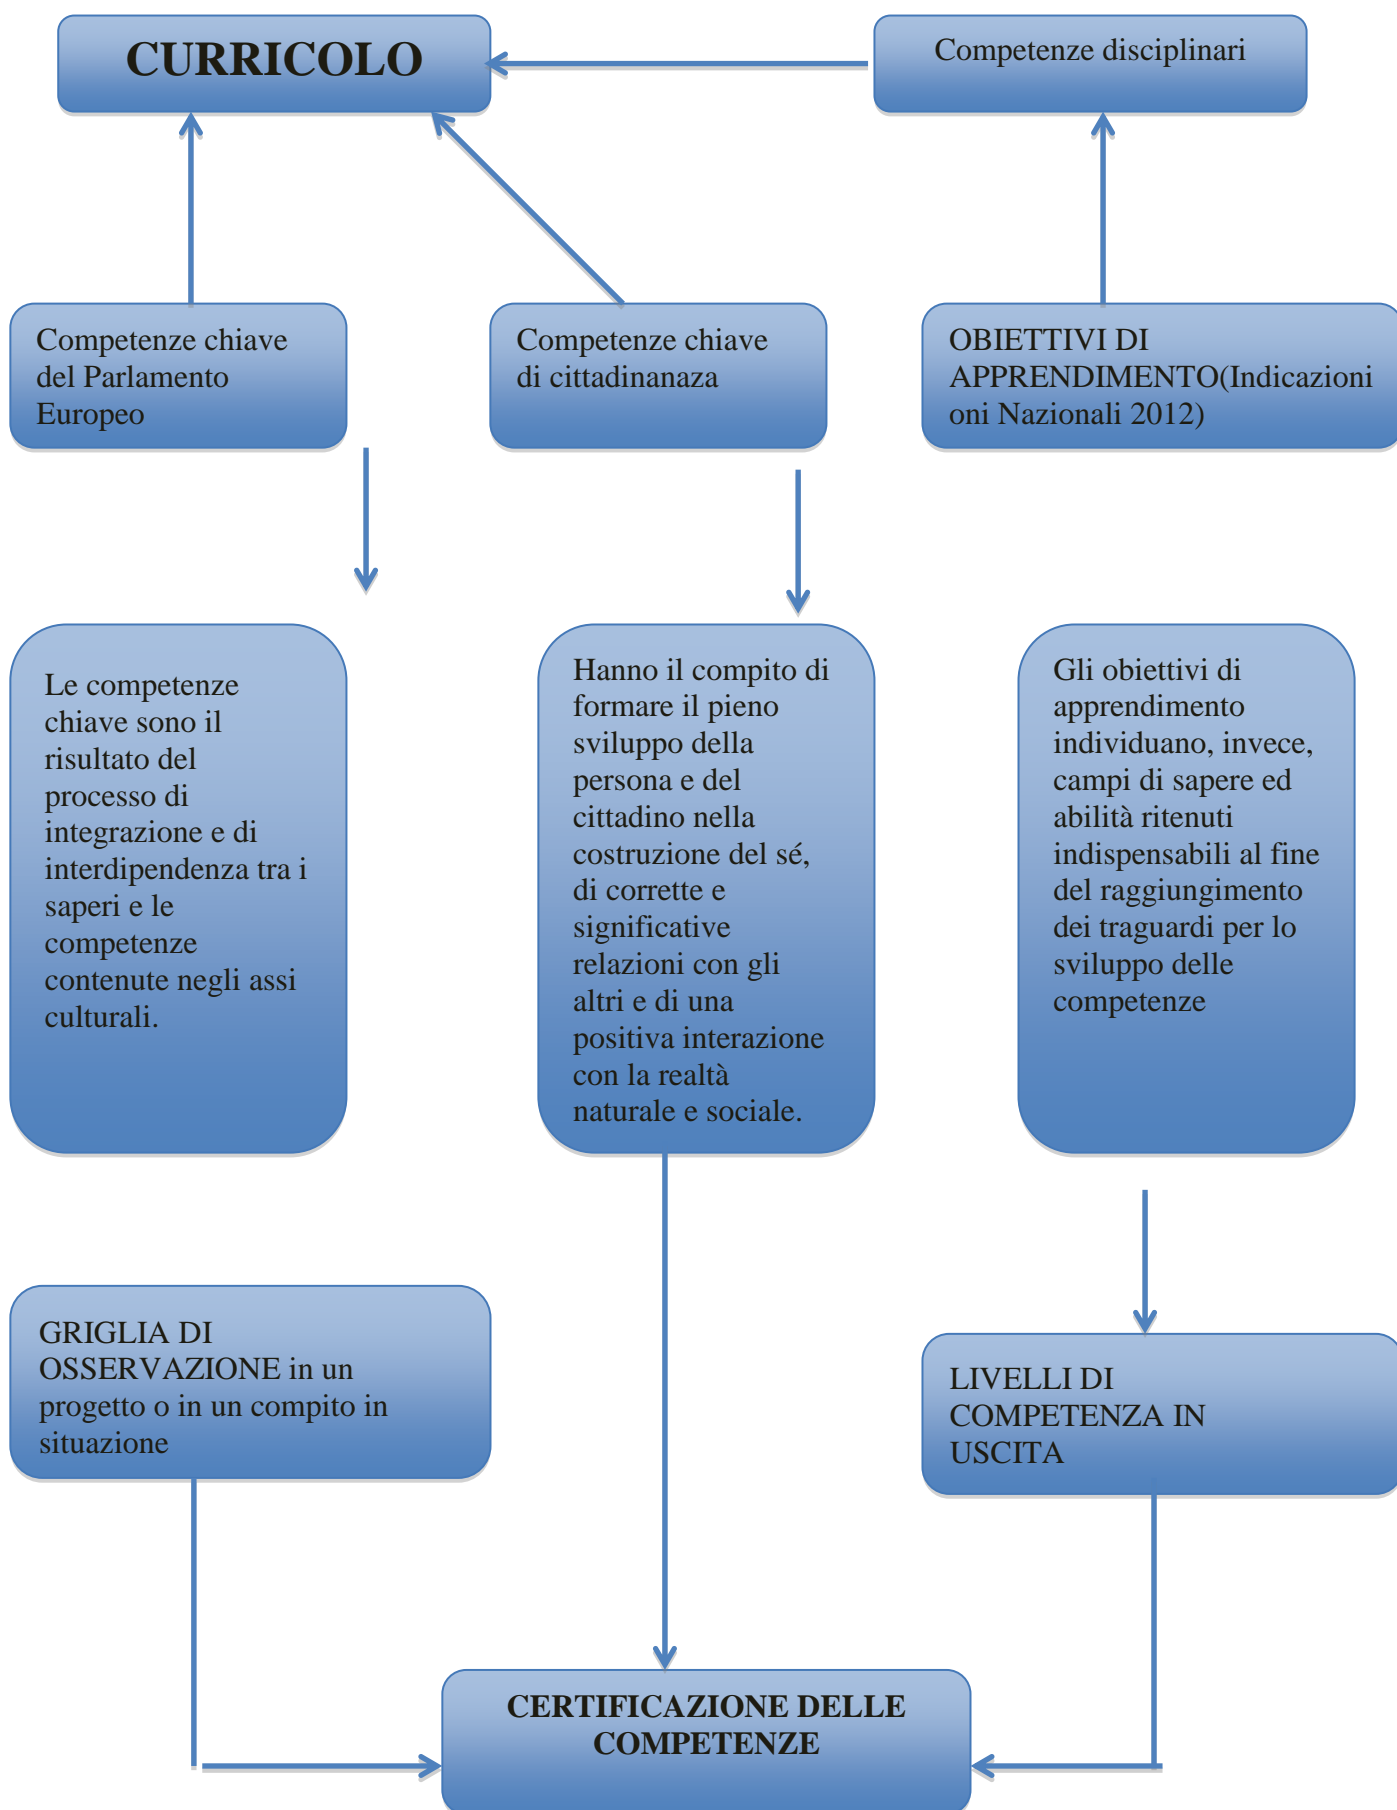 CURRICOLO
Competenze disciplinari
Competenze chiave
del Parlamento
Europeo
Competenze chiave
di cittadinanaza
OBIETTIVI DI
APPRENDIMENTO(Indicazioni
oni Nazionali 2012)
Le competenze
chiave sono il
risultato del
processo di
integrazione e di
interdipendenza tra i
saperi e le
competenze
contenute negli assi
culturali.
Hanno il compito di
formare il pieno
sviluppo della
persona e del
cittadino nella
costruzione del sé,
di corrette e
significative
relazioni con gli
altri e di una
positiva interazione
con la realtà
naturale e sociale.
Gli obiettivi di
apprendimento
individuano, invece,
campi di sapere ed
abilità ritenuti
indispensabili al fine
del raggiungimento
dei traguardi per lo
sviluppo delle
competenze
GRIGLIA DI
OSSERVAZIONE in un
progetto o in un compito in
situazione
LIVELLI DI
COMPETENZA IN
USCITA
CERTIFICAZIONE DELLE
COMPETENZE